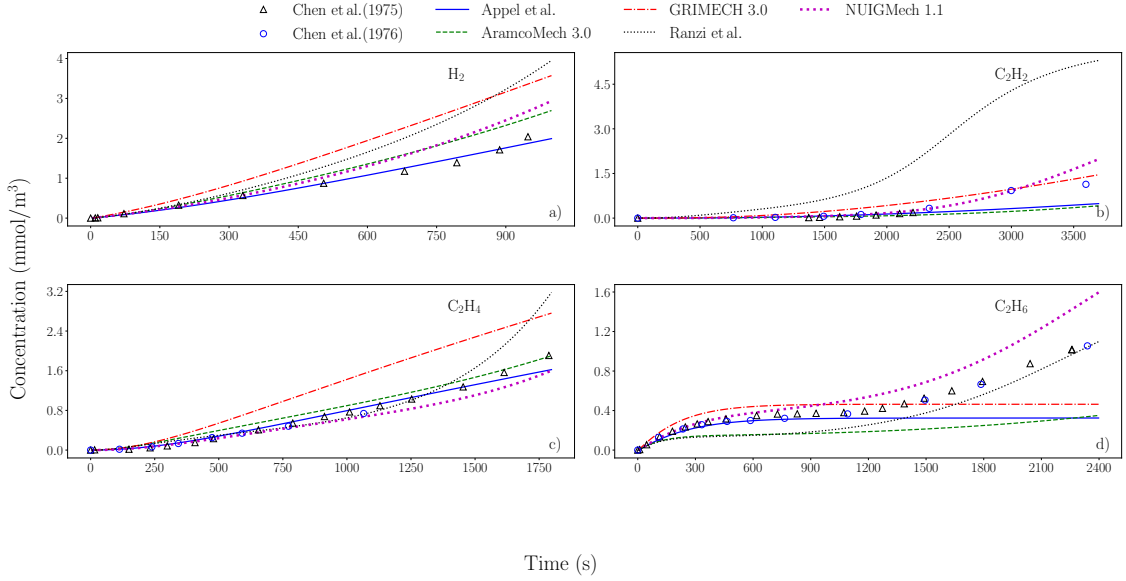 Chen et al.(1975) Appel et al. GRIMECH 3.0 NUIGMech 1.1
Chen et al.(1976) AramcoMech 3.0 Ranzi et al.
Concentration (mmol/m³)
H₂
4
3
2
1
0
a)
0 150 300 450 600 750 900
C₂H₂
4.5
3.0
1.5
0.0
b)
0 500 1000 1500 2000 2500 3000 3500
C₂H₄
3.2
2.4
1.6
0.8
0.0
c)
0 250 500 750 1000 1250 1500 1750
C₂H₆
1.6
1.2
0.8
0.4
0.0
d)
0 300 600 900 1200 1500 1800 2100 2400
Time (s)